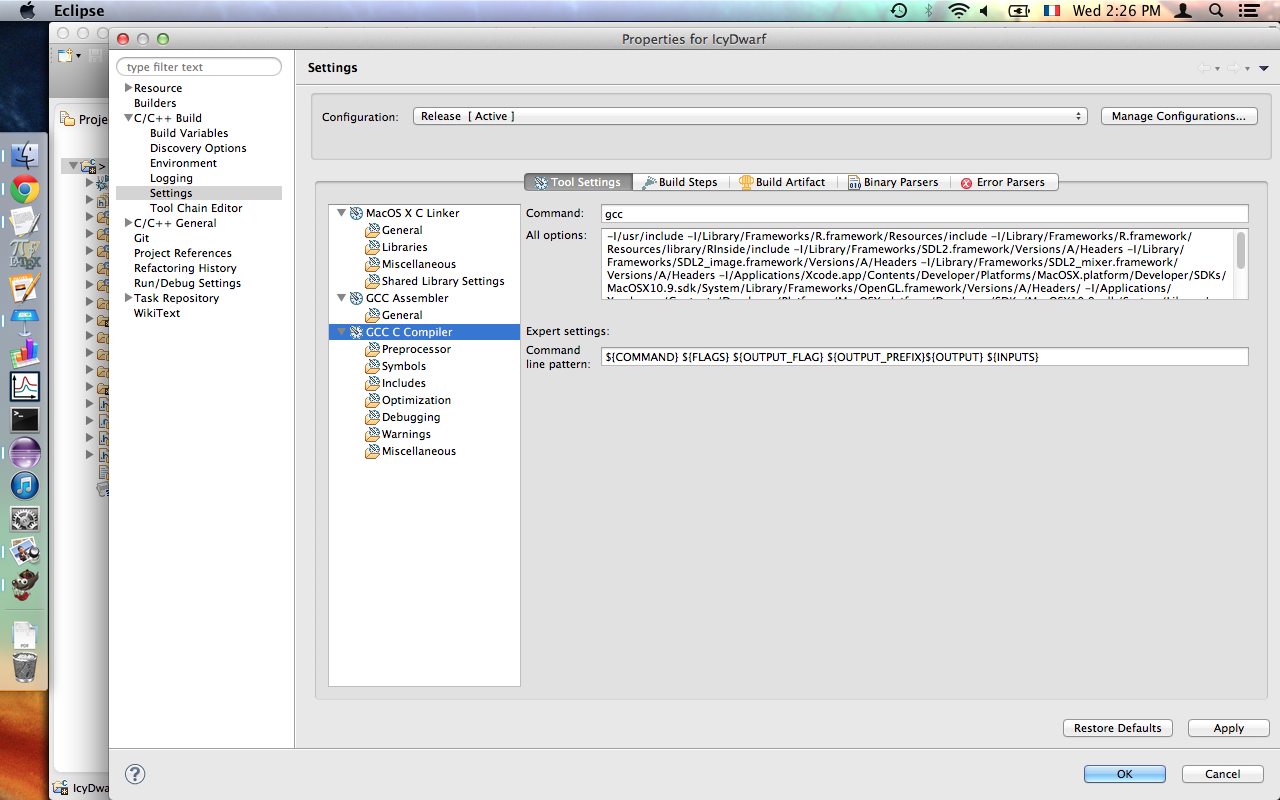 Eclipse
Wed 2:26 PM
Properties for IcyDwarf
type filter text
Resource
Builders
C/C++ Build
Build Variables
Discovery Options
Environment
Logging
Settings
Tool Chain Editor
C/C++ General
Git
Project References
Refactoring History
Run/Debug Settings
Task Repository
WikiText
Proje
>
IcyDwa
Settings
Configuration:
Release [ Active ]
Manage Configurations...
Tool Settings
Build Steps
Build Artifact
Binary Parsers
Error Parsers
MacOS X C Linker
General
Libraries
Miscellaneous
Shared Library Settings
GCC Assembler
General
GCC C Compiler
Preprocessor
Symbols
Includes
Optimization
Debugging
Warnings
Miscellaneous
Command:
gcc
All options:
-I/usr/include -I/Library/Frameworks/R.framework/Resources/include -I/Library/Frameworks/R.framework/
Resources/library/RInside/include -I/Library/Frameworks/SDL2.framework/Versions/A/Headers -I/Library/
Frameworks/SDL2_image.framework/Versions/A/Headers -I/Library/Frameworks/SDL2_mixer.framework/
Versions/A/Headers -I/Applications/Xcode.app/Contents/Developer/Platforms/MacOSX.platform/Developer/SDKs/
MacOSX10.9.sdk/System/Library/Frameworks/OpenGL.framework/Versions/A/Headers/ -I/Applications/
Expert settings:
Command
line pattern:
${COMMAND} ${FLAGS} ${OUTPUT_FLAG} ${OUTPUT_PREFIX}${OUTPUT} ${INPUTS}
Restore Defaults
Apply
?
OK
Cancel